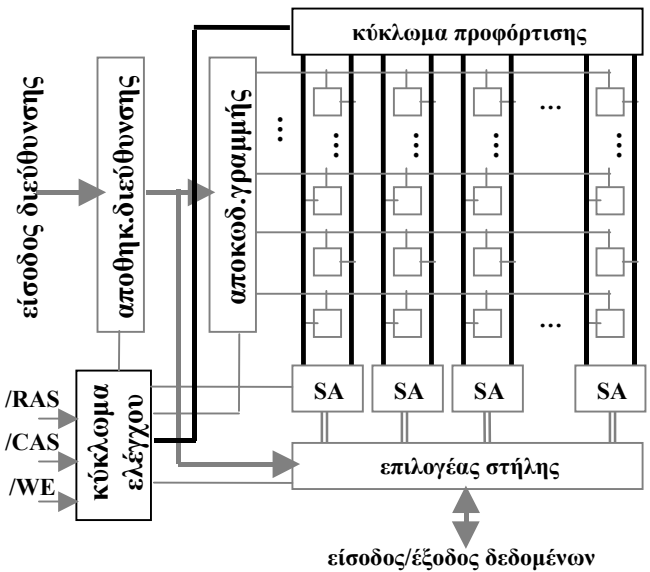 κύκλωμα προφόρτισης
είσοδος διεύθυνσης
αποθηκ.διεύθυνσης
αποκωδ.γραμμής
...
...
...
...
...
...
...
...
/RAS
/CAS
/WE
κύκλωμα
ελέγχου
SA
SA
SA
SA
επιλογέας στήλης
είσοδος/έξοδος δεδομένων